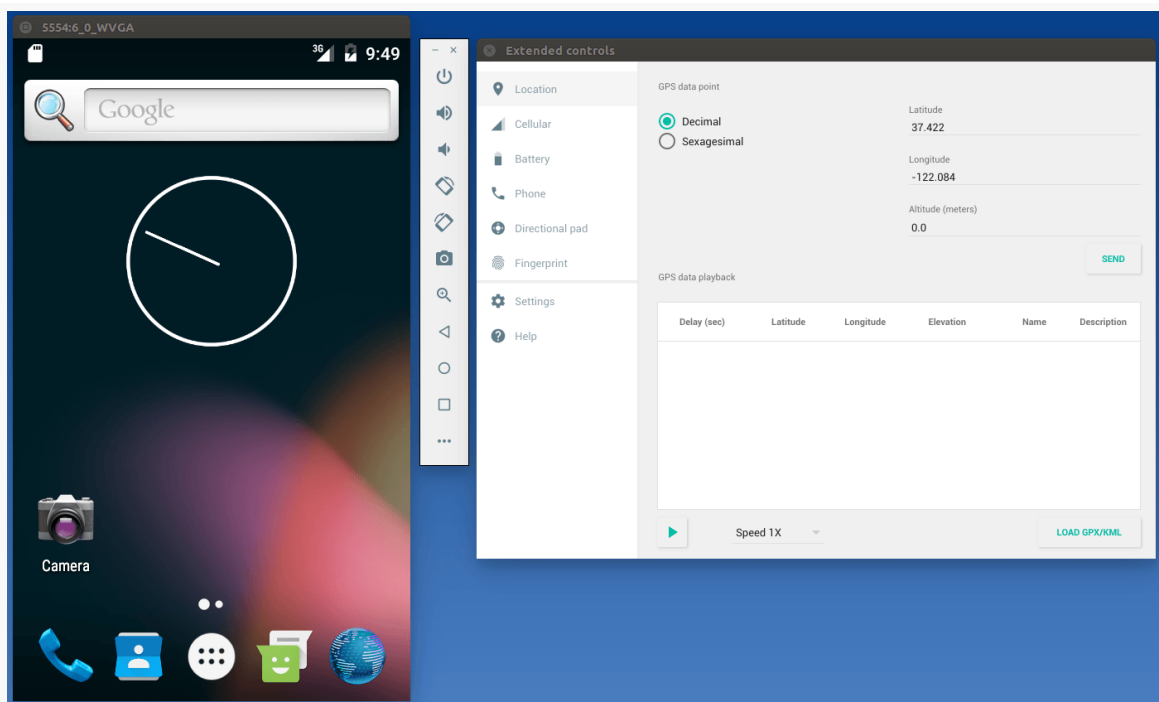 5554:6_0_WVGA
3G 9:49
Google
Camera
Extended controls
Location
Cellular
Battery
Phone
Directional pad
Fingerprint
Settings
Help
GPS data point
Decimal
Sexagesimal
Latitude
37.422
Longitude
-122.084
Altitude (meters)
0.0
SEND
GPS data playback
Delay (sec) Latitude Longitude Elevation Name Description
Speed 1X
LOAD GPX/KML